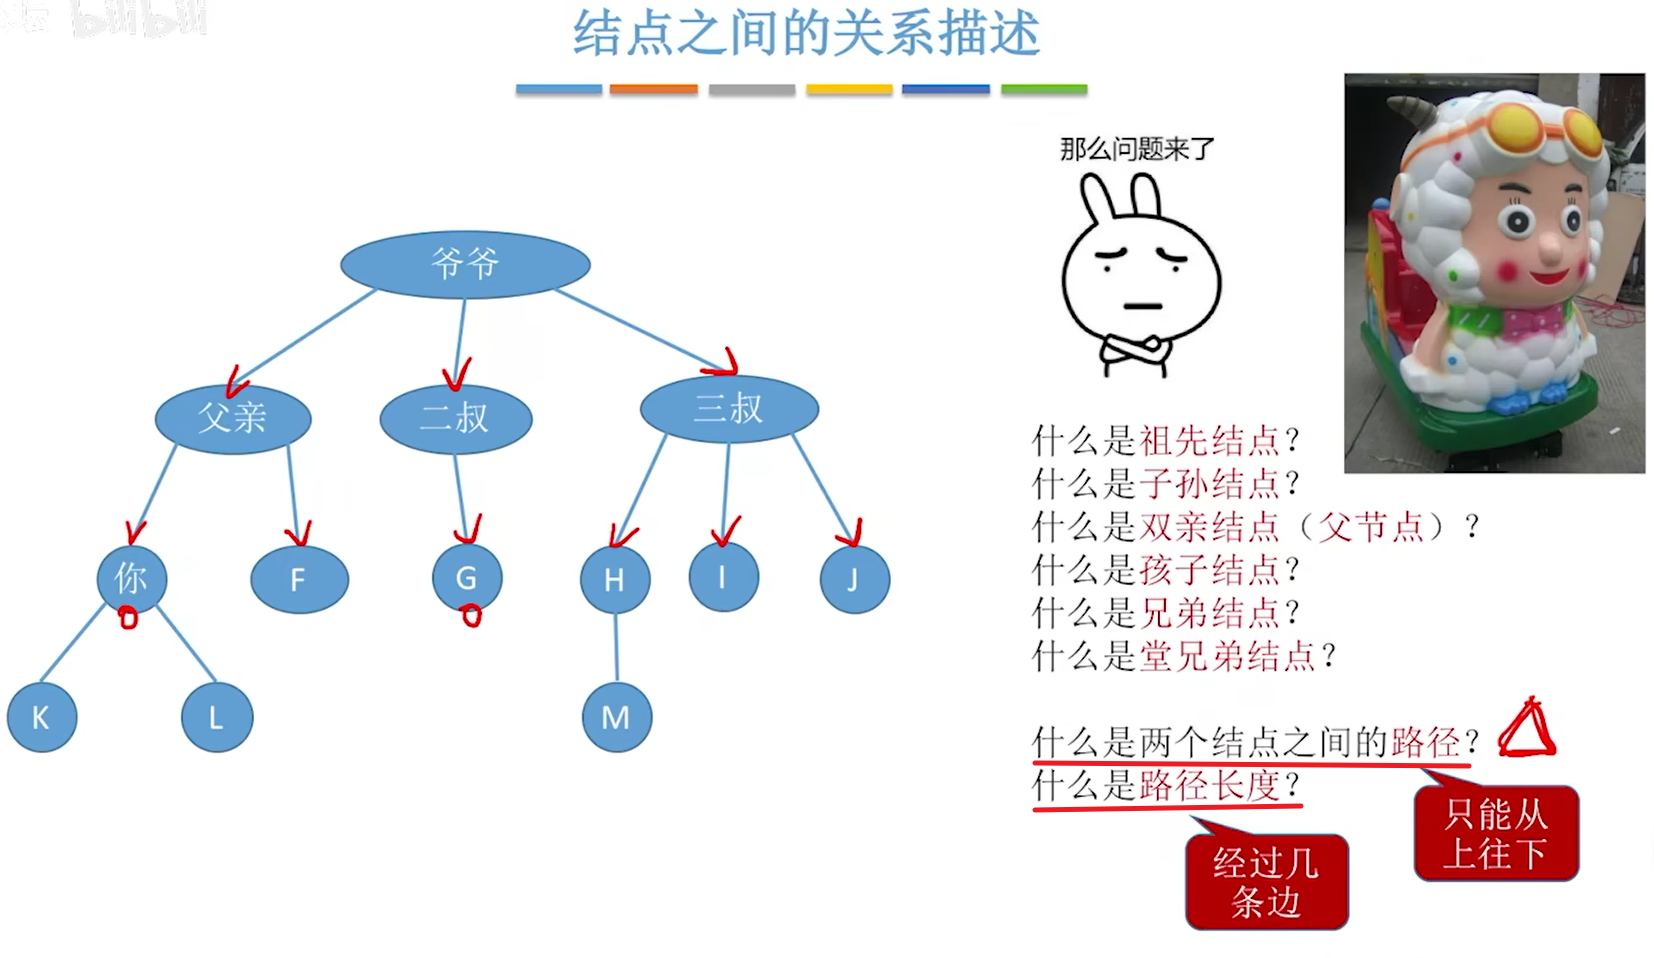 bilibili
结点之间的关系描述
那么问题来了
爷爷
父亲
二叔
三叔
你
F
G
H
I
J
K
L
M
什么是祖先结点？
什么是子孙结点？
什么是双亲结点（父节点）？
什么是孩子结点？
什么是兄弟结点？
什么是堂兄弟结点？
什么是两个结点之间的路径？
什么是路径长度？
只能从
上往下
经过几
条边